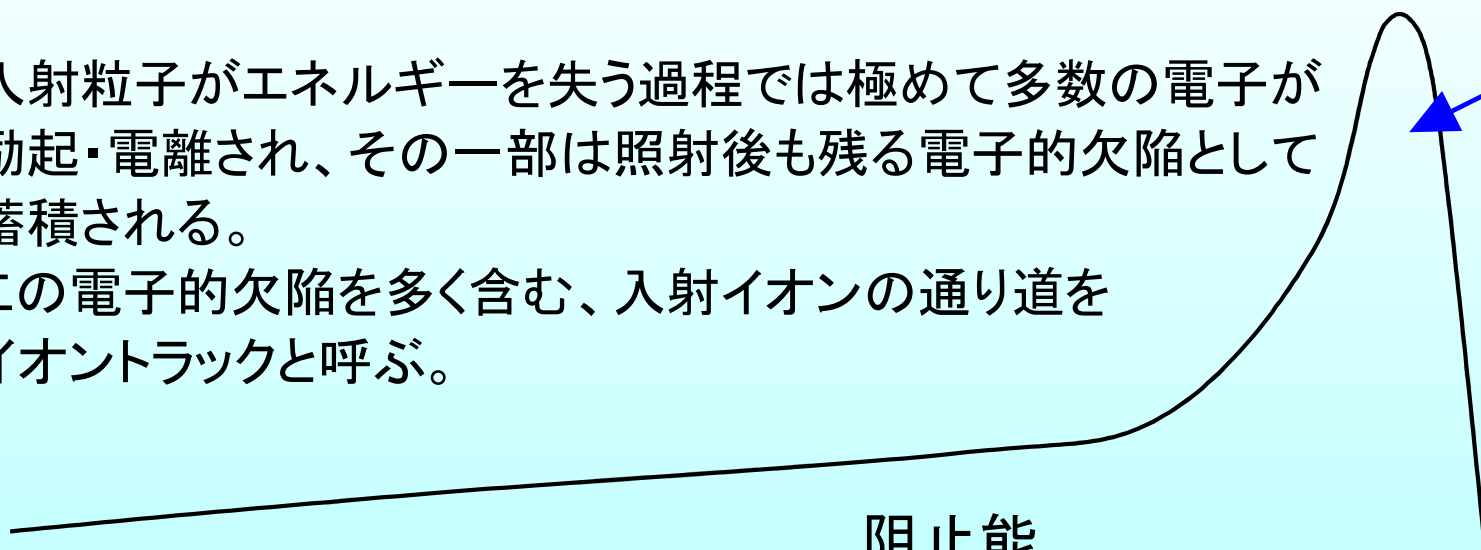 入射粒子がエネルギーを失う過程では極めて多数の電子が
励起・電離され、その一部は照射後も残る電子的欠陥として
蓄積される。
この電子的欠陥を多く含む、入射イオンの通り道を
イオントラックと呼ぶ。
阻止能